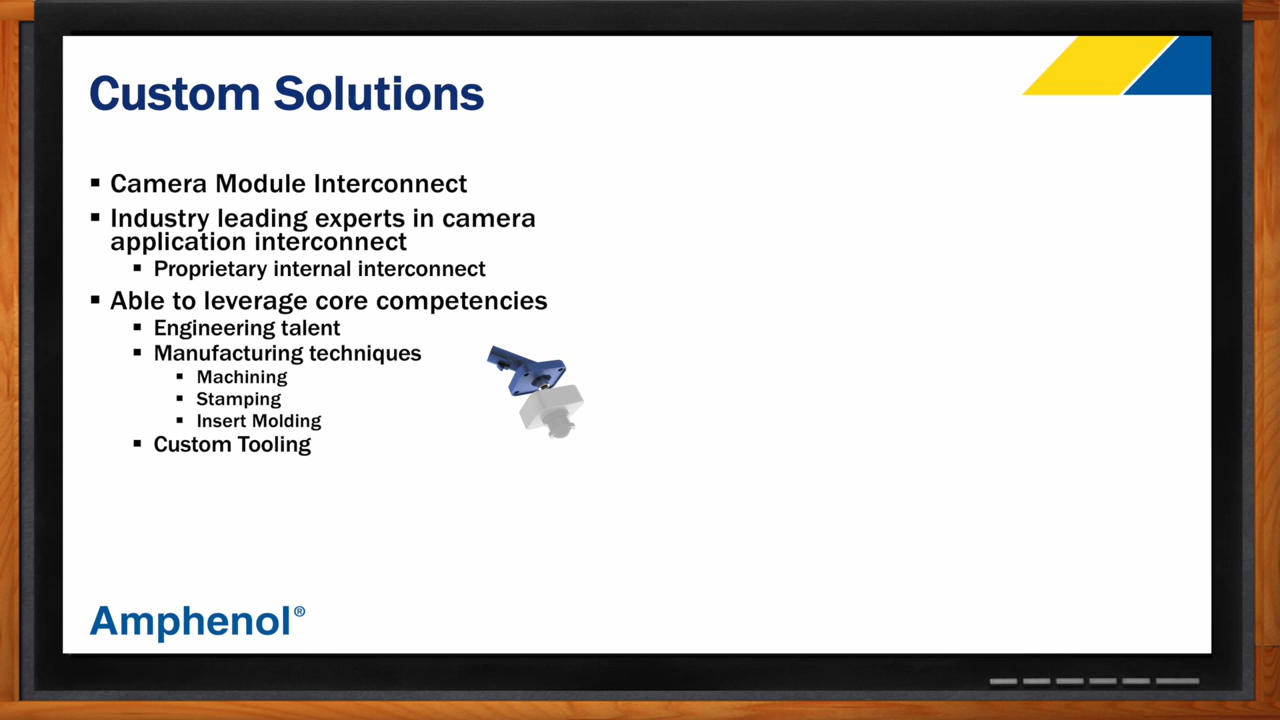 Custom Solutions
▪ Camera Module Interconnect
▪ Industry leading experts in camera
application interconnect
▪ Proprietary internal interconnect
▪ Able to leverage core competencies
▪ Engineering talent
▪ Manufacturing techniques
▪ Machining
▪ Stamping
▪ Insert Molding
▪ Custom Tooling
Amphenol®